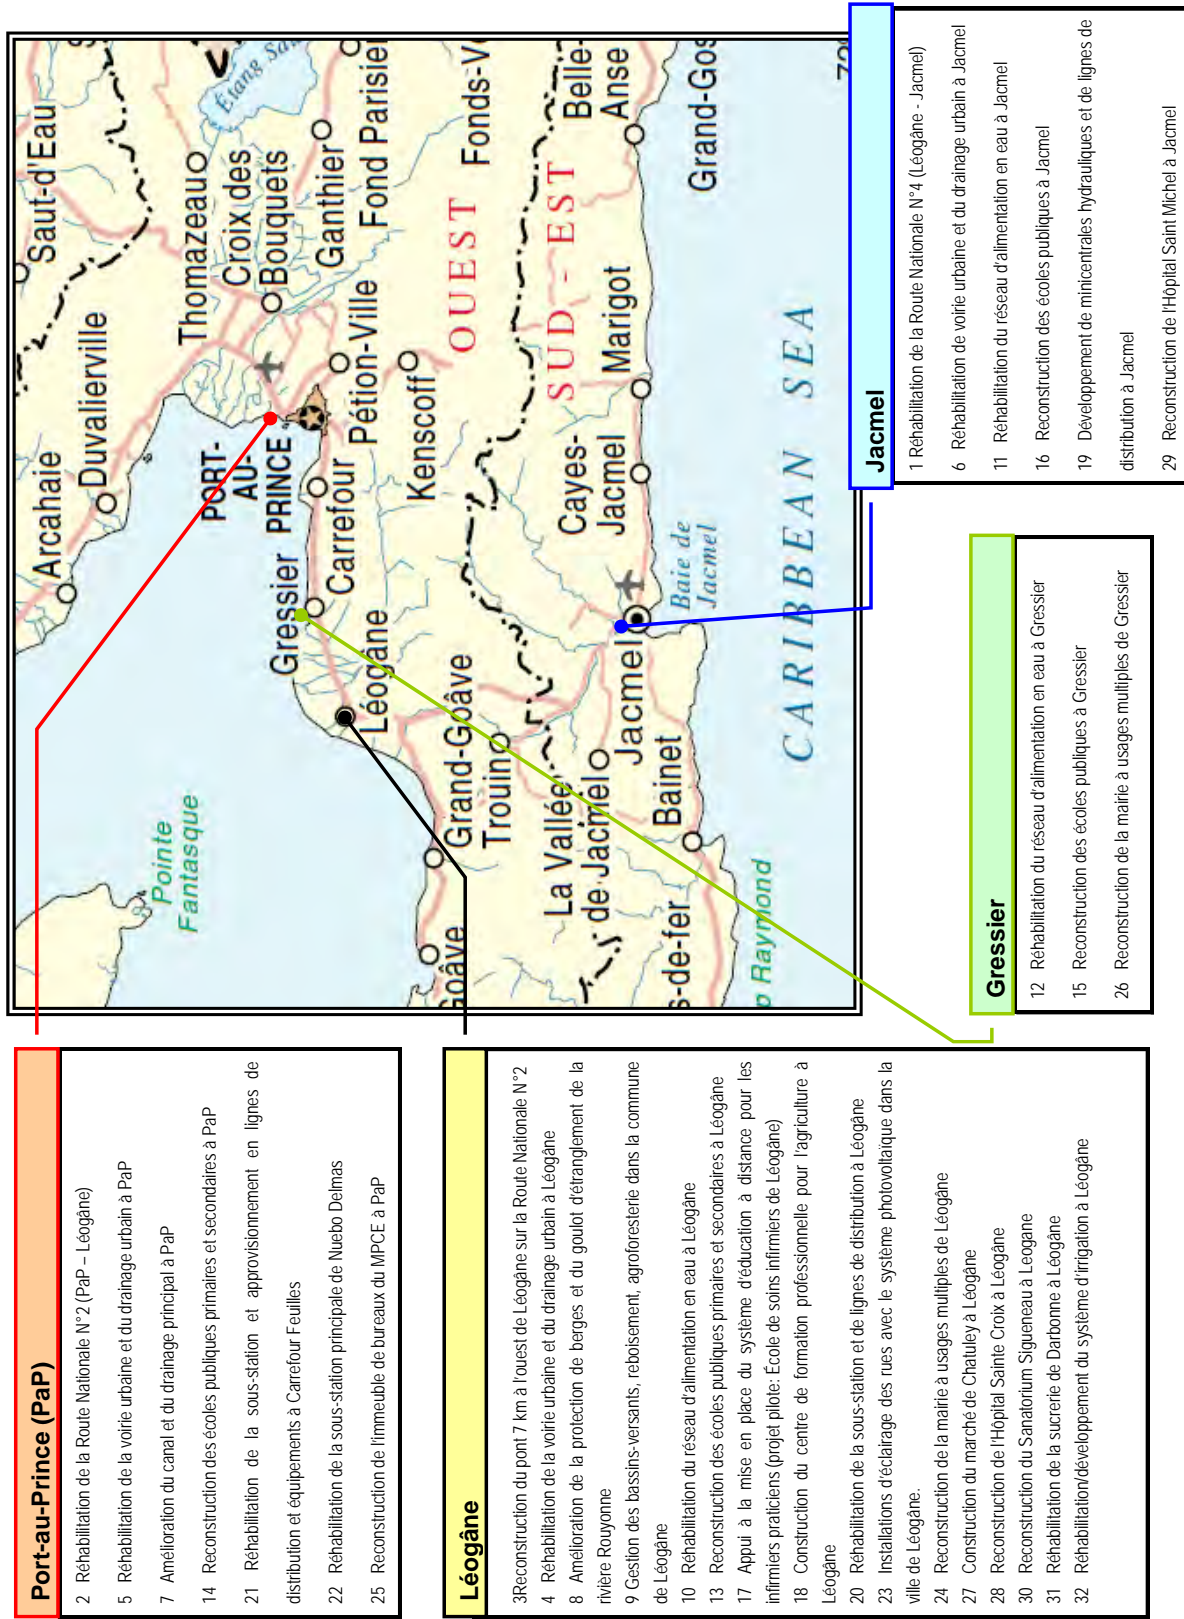 Port-au-Prince (PaP)
2 Réhabilitation de la Route Nationale N°2 (PaP – Léogâne)
5 Réhabilitation de la voirie urbaine et du drainage urbain à PaP
7 Amélioration du canal et du drainage principal à PaP
14 Reconstruction des écoles publiques primaires et secondaires à PaP
21 Réhabilitation de la sous-station et approvisionnement en lignes de
distribution et équipements à Carrefour Feuilles
22 Réhabilitation de la sous-station principale de Nuebo Delmas
25 Reconstruction de l'immeuble de bureaux du MPCE à PaP
Léogâne
3Reconstruction du pont 7 km à l'ouest de Léogâne sur la Route Nationale N°2
4 Réhabilitation de la voirie urbaine et du drainage urbain à Léogâne
8 Amélioration de la protection de berges et du goulot d'étranglement de la
rivière Rouyonne
9 Gestion des bassins-versants, reboisement, agroforesterie dans la commune
de Léogâne
10 Réhabilitation du réseau d'alimentation en eau à Léogâne
13 Reconstruction des écoles publiques primaires et secondaires à Léogâne
17 Appui à la mise en place du système d'éducation à distance pour les
infirmiers praticiens (projet pilote: École de soins infirmiers de Léogâne)
18 Construction du centre de formation professionnelle pour l'agriculture à
Léogâne
20 Réhabilitation de la sous-station et de lignes de distribution à Léogâne
23 Installations d'éclairage des rues avec le système photovoltaïque dans la
ville de Léogâne.
24 Reconstruction de la mairie à usages multiples de Léogâne
27 Construction du marché de Chatuley à Léogâne
28 Reconstruction de l'Hôpital Sainte Croix à Léogâne
30 Reconstruction du Sanatorium Sigueneau à Leogane
31 Réhabilitation de la sucrerie de Darbonne à Léogâne
32 Réhabilitation/développement du système d'irrigation à Léogâne
Saut-d'Eau
Arcahaie
Duvalierville
Thomazeau
Étang Sau
Croix des
Bouquets
Ganthier
Fond Parisien
PORT-
AU-
PRINCE
Pétion-Ville
Gressier
Carrefour
Kenscoff
OUEST
Fonds-V
Pointe
Fantasque
Léogâne
Grand-Goâve
Goâve
Trouin
SUD-EST
Belle-
Anse
La Vallée
de Jacmel
Cayes-
Jacmel
Marigot
Grand-Gos
Jacmel
Baie de
Jacmel
Bainet
s-de-fer
p Raymond
CARIBBEAN SEA
72°
Gressier
12 Réhabilitation du réseau d'alimentation en eau à Gressier
15 Reconstruction des écoles publiques à Gressier
26 Reconstruction de la mairie à usages multiples de Gressier
Jacmel
1 Réhabilitation de la Route Nationale N°4 (Léogâne - Jacmel)
6 Réhabilitation de voirie urbaine et du drainage urbain à Jacmel
11 Réhabilitation du réseau d'alimentation en eau à Jacmel
16 Reconstruction des écoles publiques à Jacmel
19 Développement de minicentrales hydrauliques et de lignes de
distribution à Jacmel
29 Reconstruction de l'Hôpital Saint Michel à Jacmel